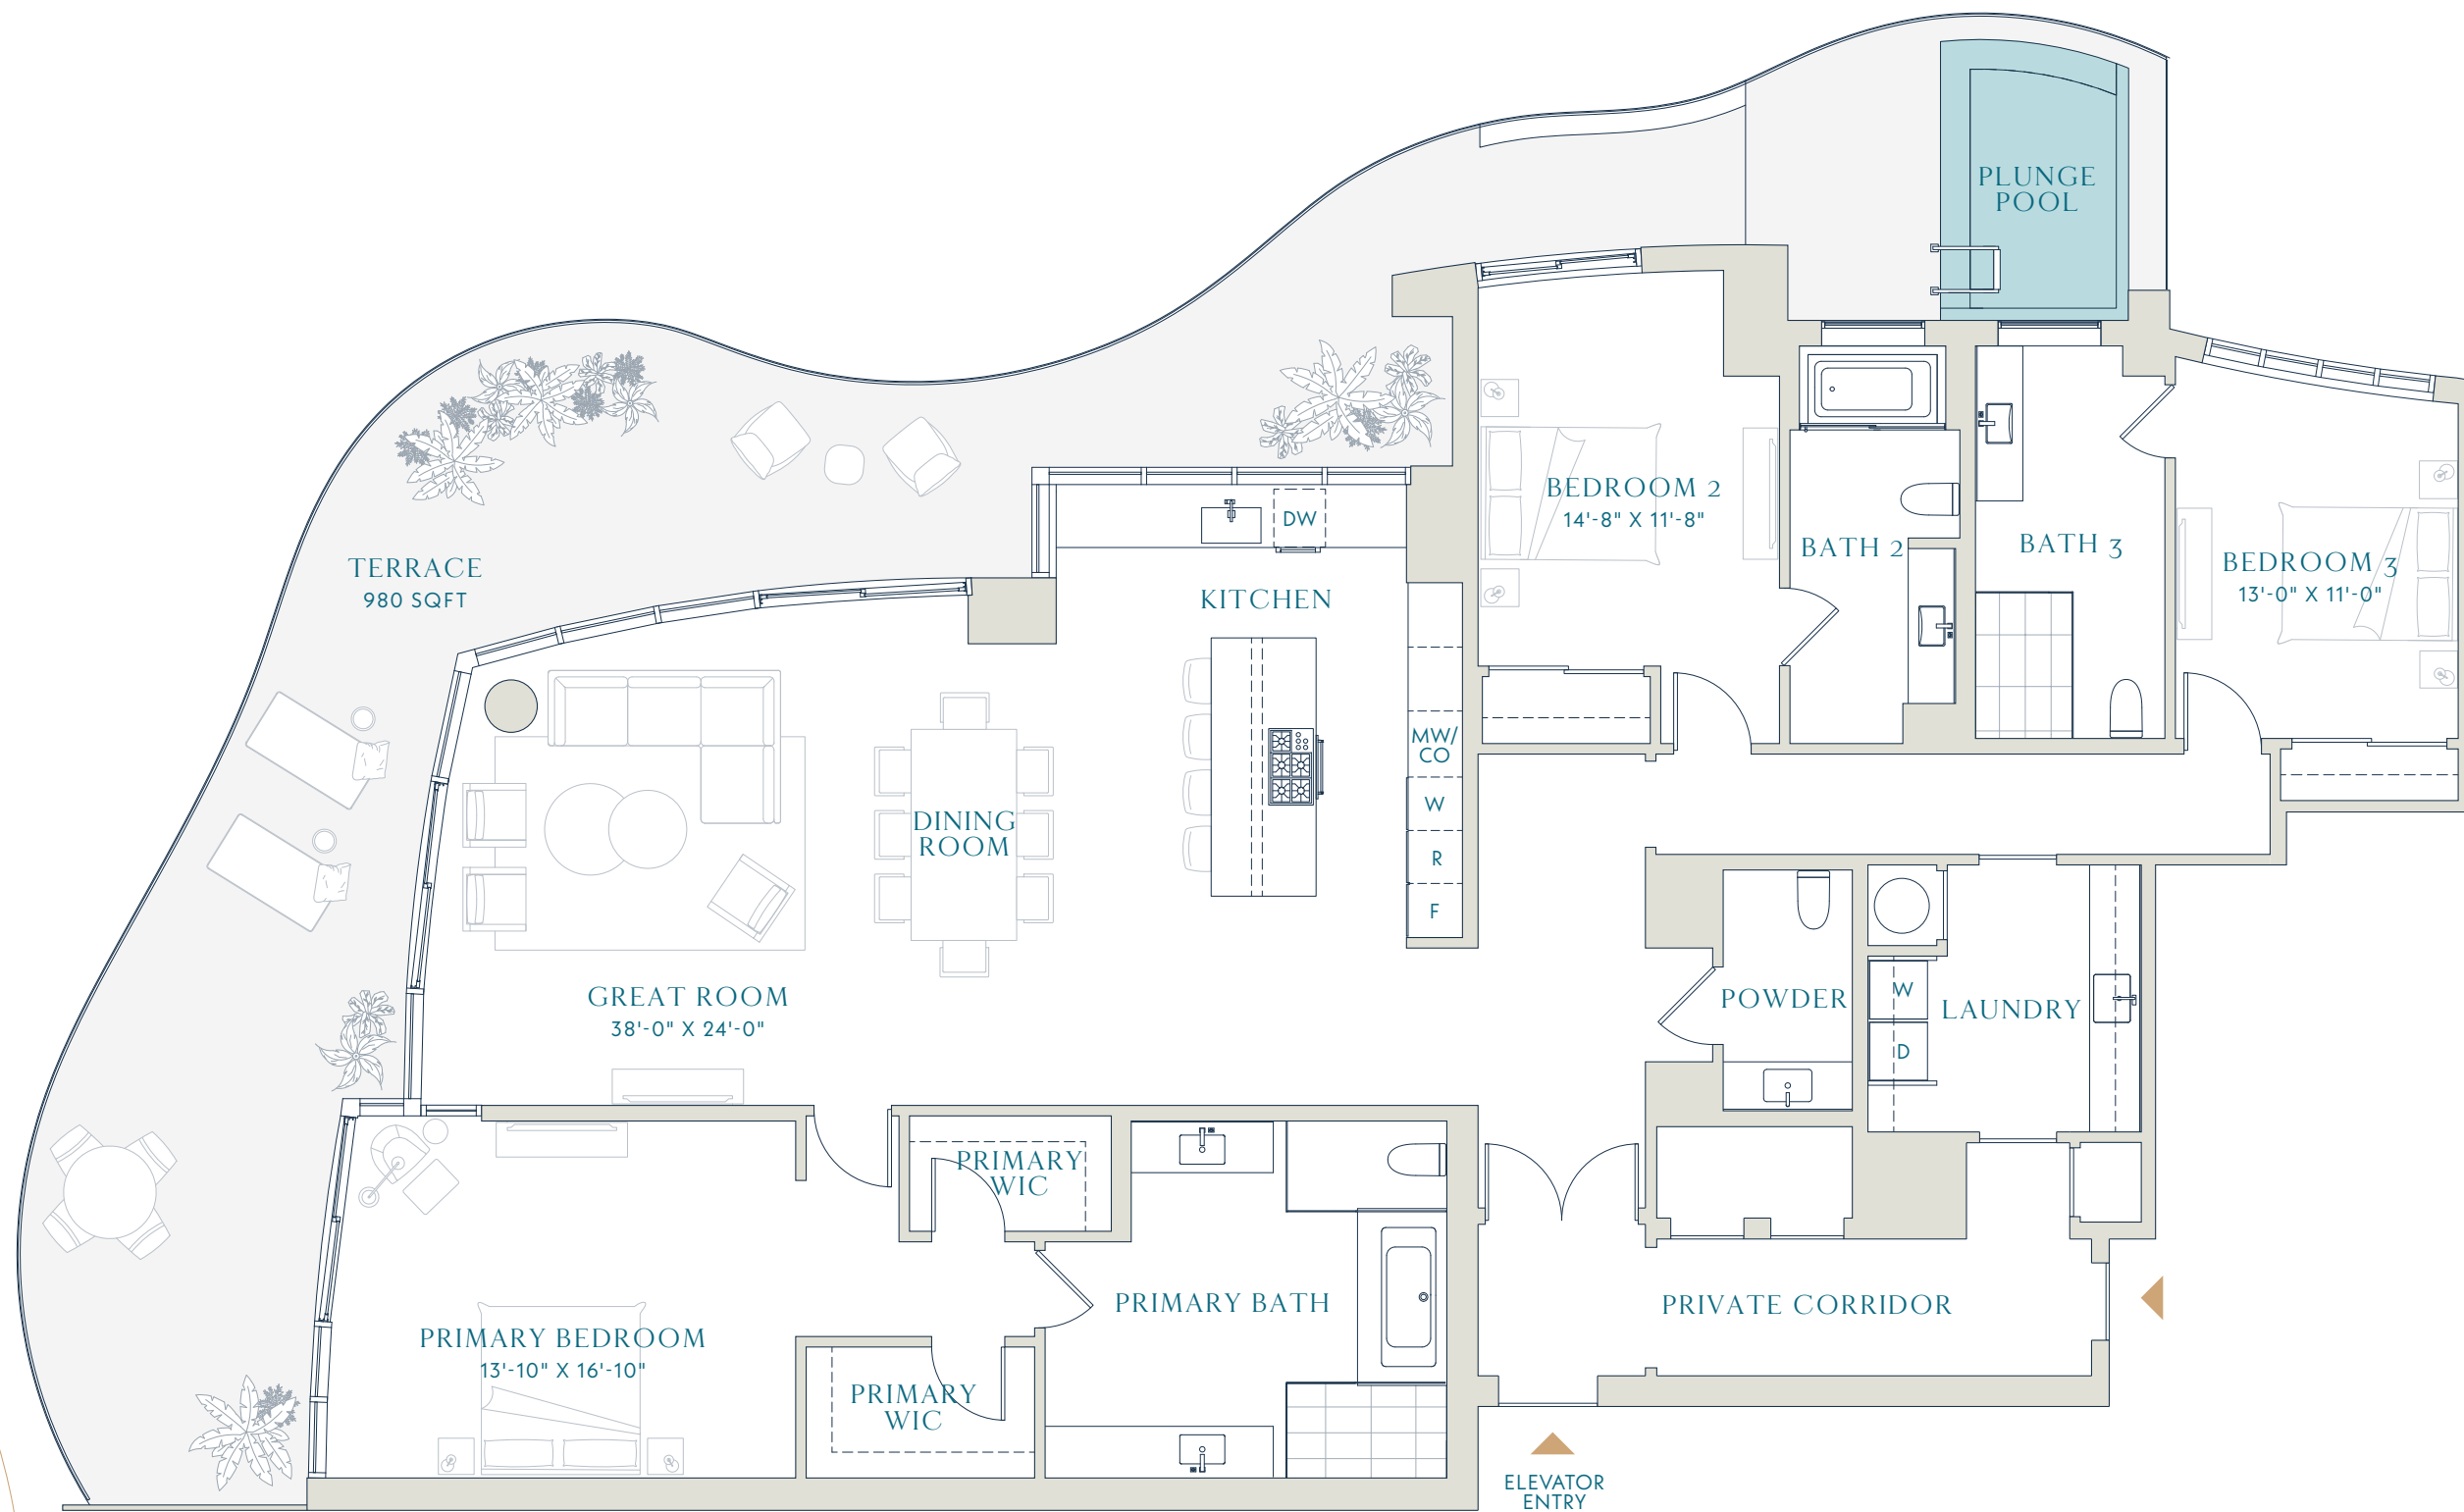 PLUNGE
POOL
BEDROOM 2
14'-8" X 11'-8"
DW
BATH 2
BATH 3
BEDROOM 3
13'-0" X 11'-0"
TERRACE
980 SQFT
KITCHEN
MW/
CO
W
R
F
DINING
ROOM
GREAT ROOM
38'-0" X 24'-0"
POWDER
W
D
LAUNDRY
PRIMARY
WIC
PRIMARY BATH
PRIVATE CORRIDOR
PRIMARY BEDROOM
13'-10" X 16'-10"
PRIMARY
WIC
ELEVATOR
ENTRY